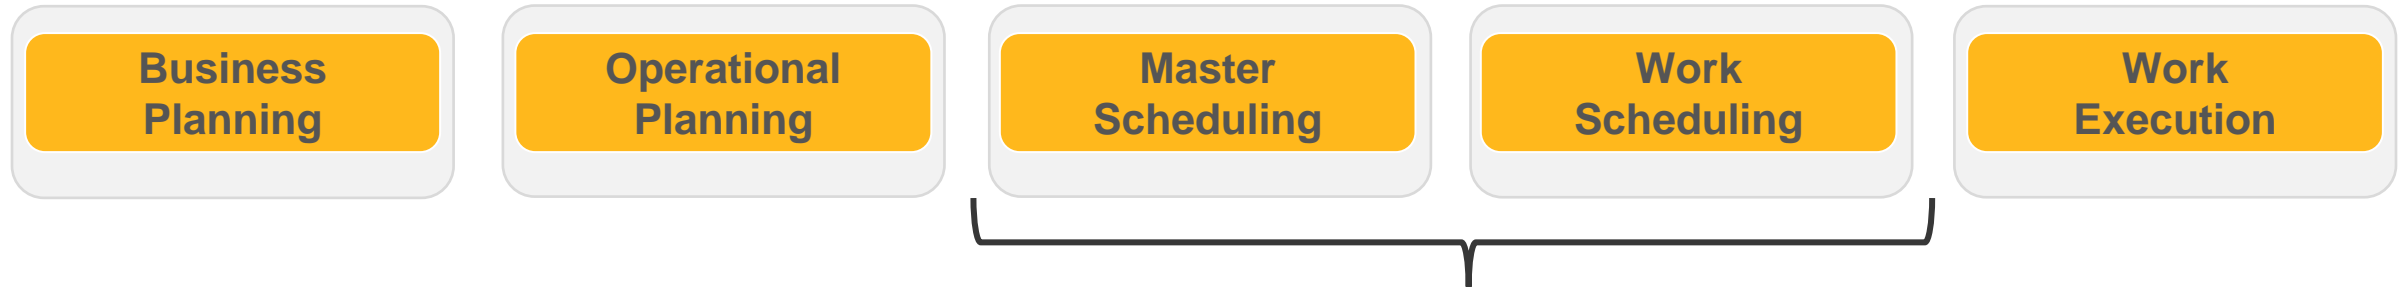 Business
Planning
Operational
Planning
Master
Scheduling
Work
Scheduling
Work
Execution